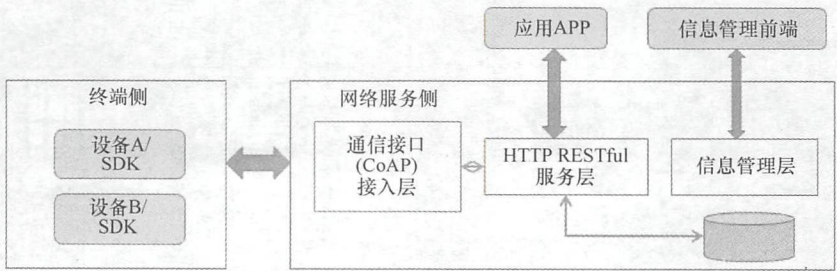 应用APP
信息管理前端
终端侧
网络服务侧
设备A/
SDK
设备B/
SDK
通信接口
(CoAP)
接入层
HTTP RESTful
服务层
信息管理层